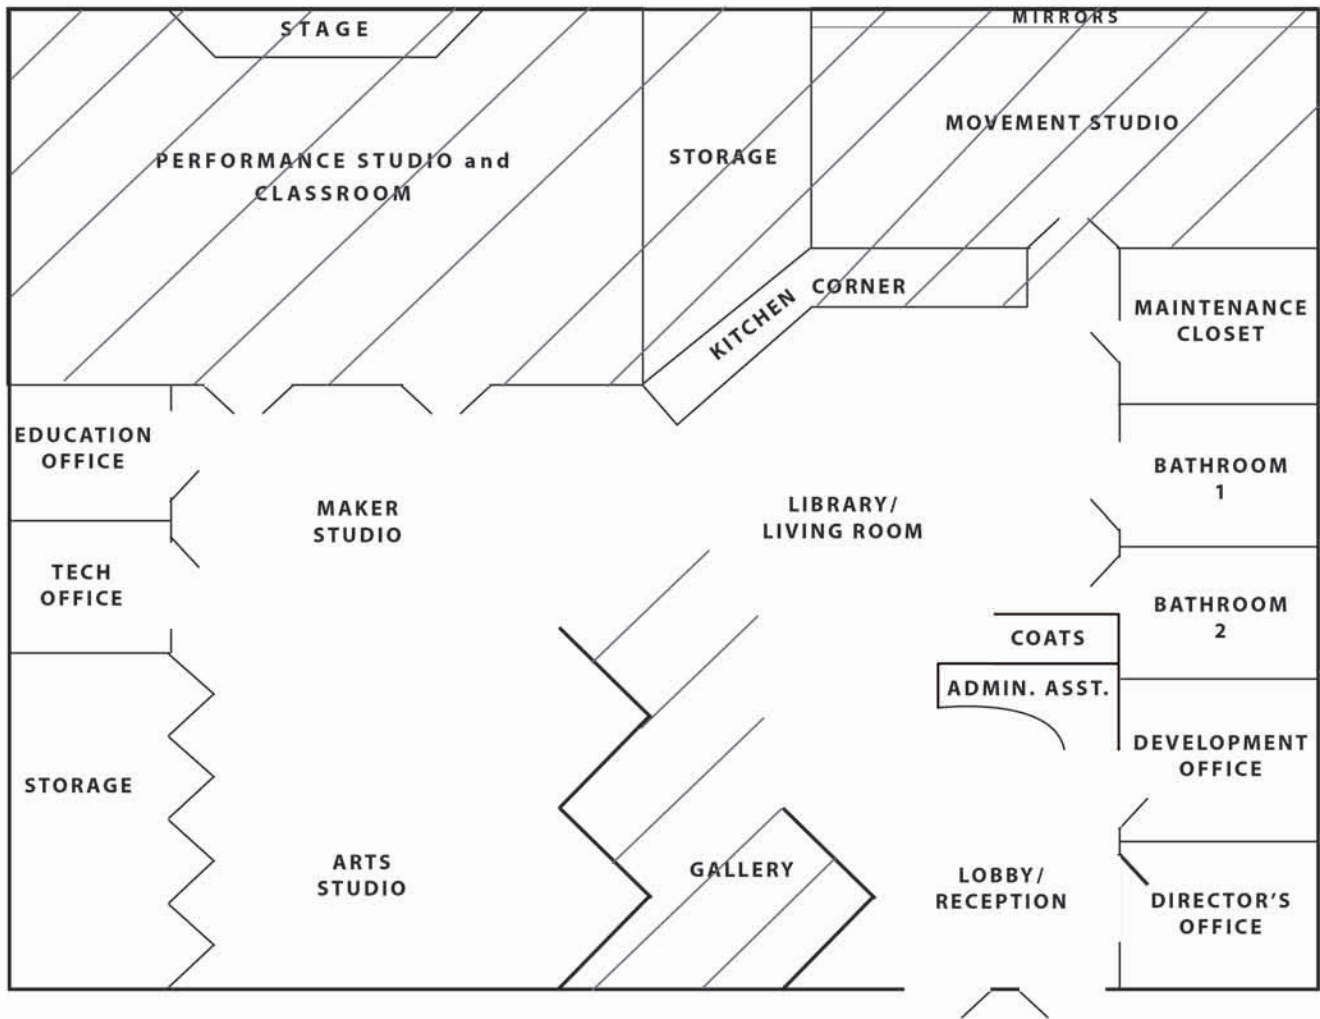 STAGE
MIRRORS
MOVEMENT STUDIO
PERFORMANCE STUDIO and
CLASSROOM
STORAGE
KITCHEN CORNER
MAINTENANCE
CLOSET
EDUCATION
OFFICE
BATHROOM
1
MAKER
STUDIO
LIBRARY/
LIVING ROOM
TECH
OFFICE
BATHROOM
2
COATS
ADMIN. ASST.
DEVELOPMENT
OFFICE
STORAGE
ARTS
STUDIO
GALLERY
LOBBY/
RECEPTION
DIRECTOR'S
OFFICE